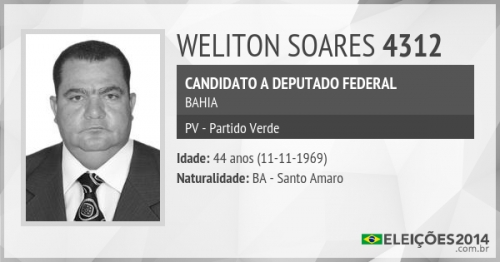 WELITON SOARES 4312
CANDIDATO A DEPUTADO FEDERAL
BAHIA
PV - Partido Verde
Idade: 44 anos (11-11-1969)
Naturalidade: BA - Santo Amaro
ELEIÇÕES2014
.com.br